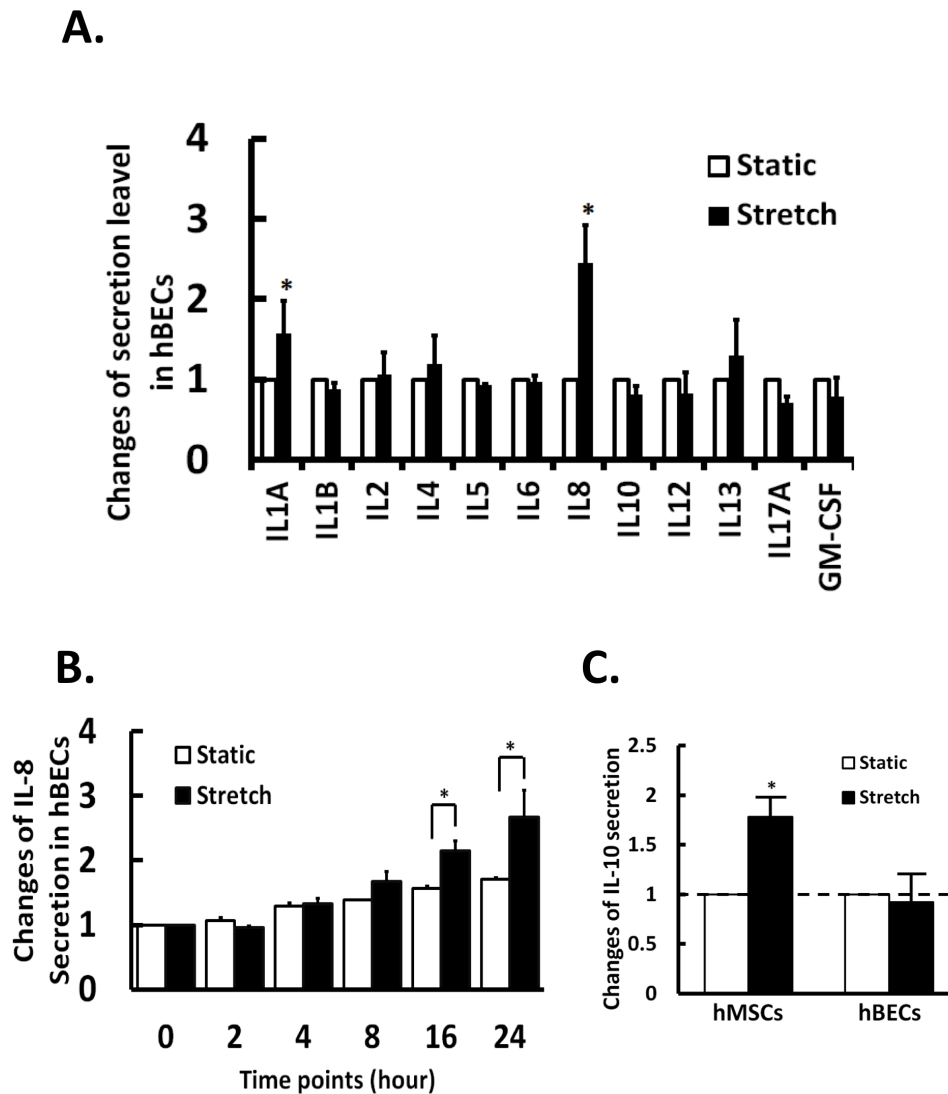 A.
Changes of secretion leavel
in hBECs
4
3
2
1
0
Static
Stretch
*
*
IL1A
IL1B
IL2
IL4
IL5
IL6
IL8
IL10
IL12
IL13
IL17A
GM-CSF
B.
Changes of IL-8
Secretion in hBECs
4
3
2
1
0
Static
Stretch
*
*
0 2 4 8 16 24
Time points (hour)
C.
Changes of IL-10 secretion
2.5
2
1.5
1
0.5
0
Static
Stretch
*
hMSCs hBECs